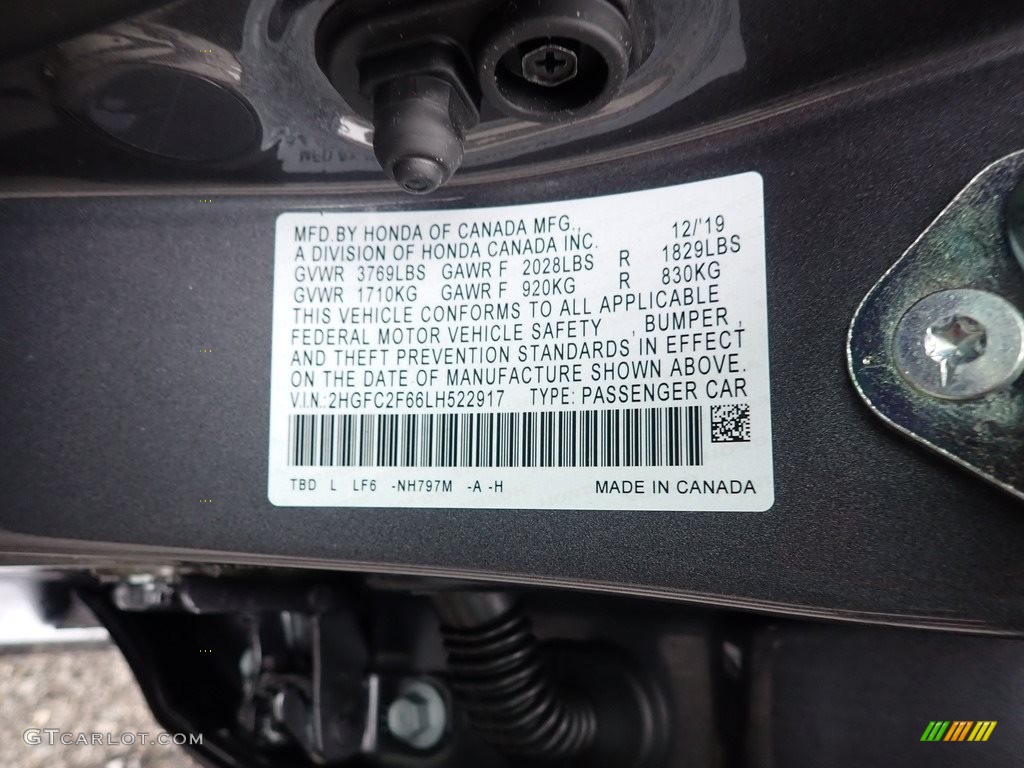 MFD.BY HONDA OF CANADA MFG., 12/'19
A DIVISION OF HONDA CANADA INC.
GVWR 3769LBS GAWR F 2028LBS R 1829LBS
GVWR 1710KG GAWR F 920KG R 830KG
THIS VEHICLE CONFORMS TO ALL APPLICABLE
FEDERAL MOTOR VEHICLE SAFETY , BUMPER ,
AND THEFT PREVENTION STANDARDS IN EFFECT
ON THE DATE OF MANUFACTURE SHOWN ABOVE.
V.I.N.:2HGFC2F66LH522917 TYPE: PASSENGER CAR
TBD L LF6 -NH797M -A -H MADE IN CANADA
GTCARLOT.COM